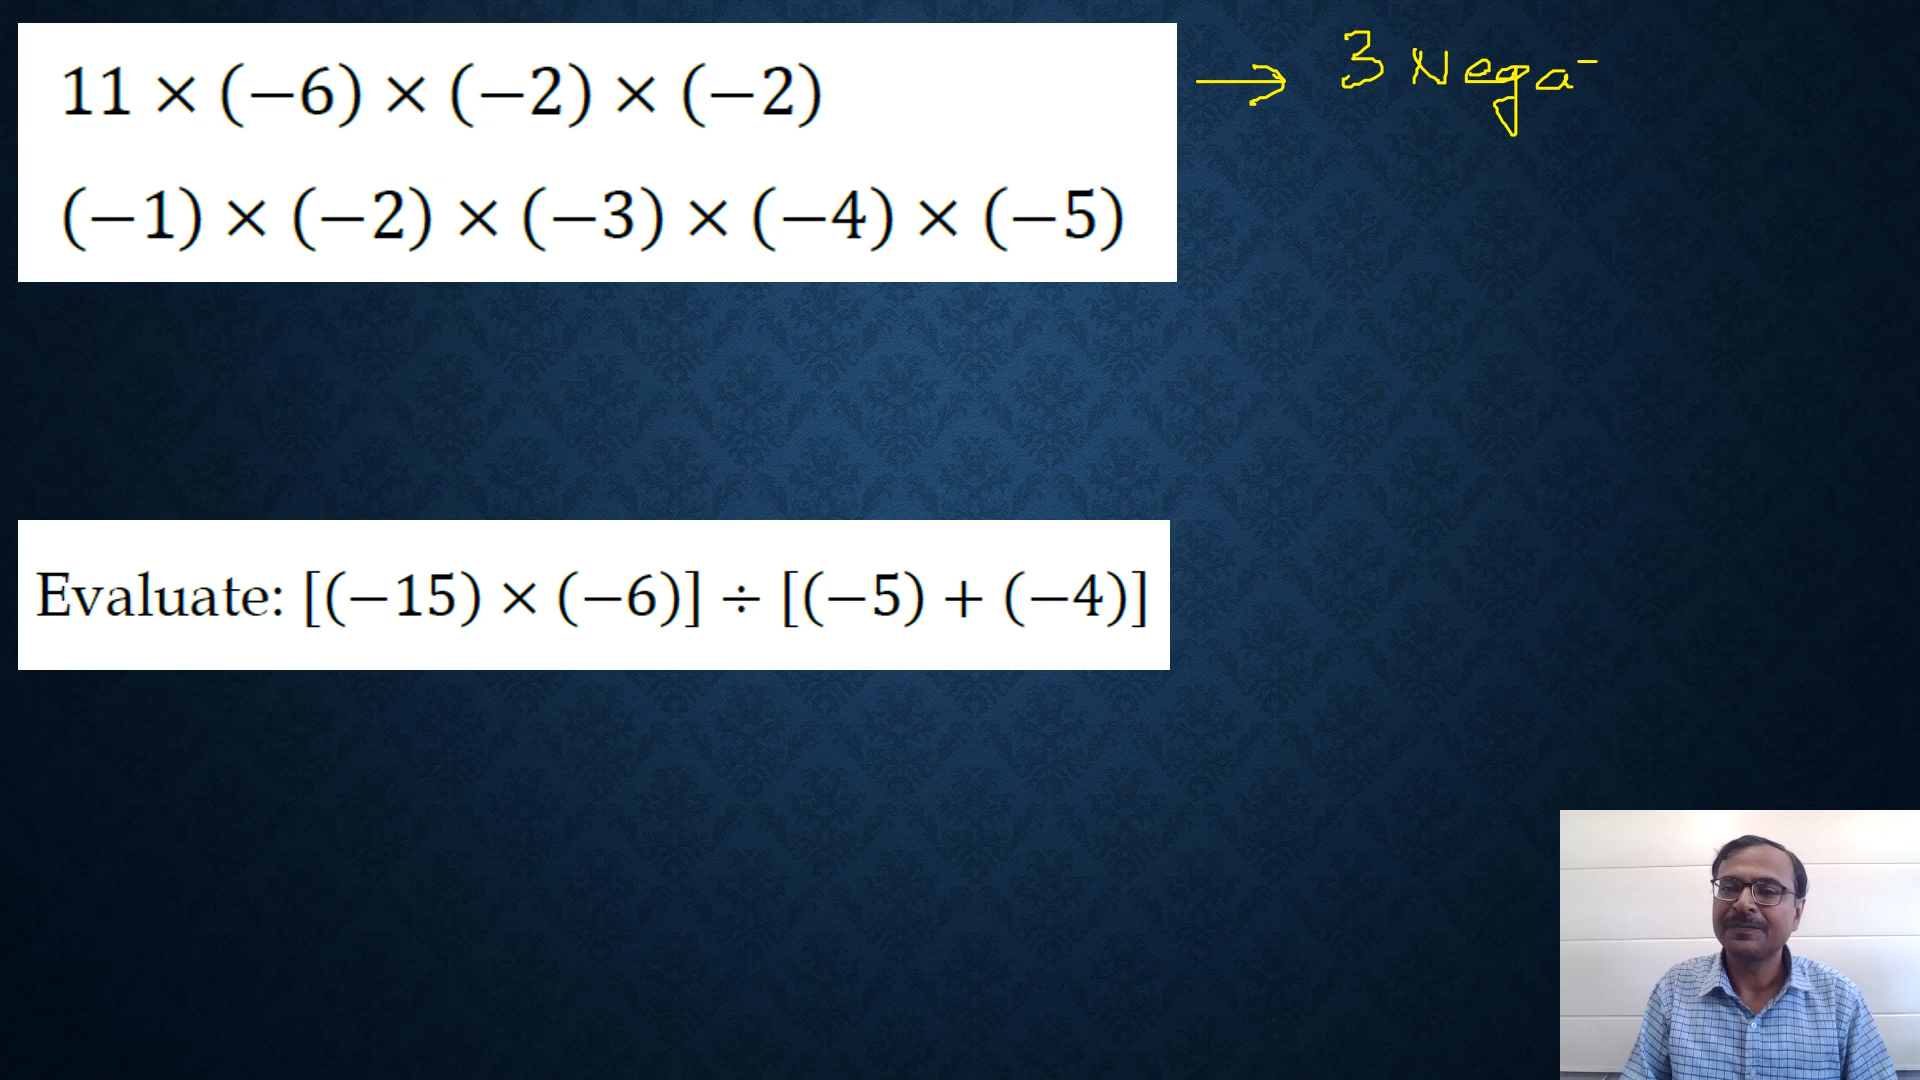 11 × (−6) × (−2) × (−2)
→ 3 Nega-
(−1) × (−2) × (−3) × (−4) × (−5)
Evaluate: [(−15) × (−6)] ÷ [(−5) + (−4)]